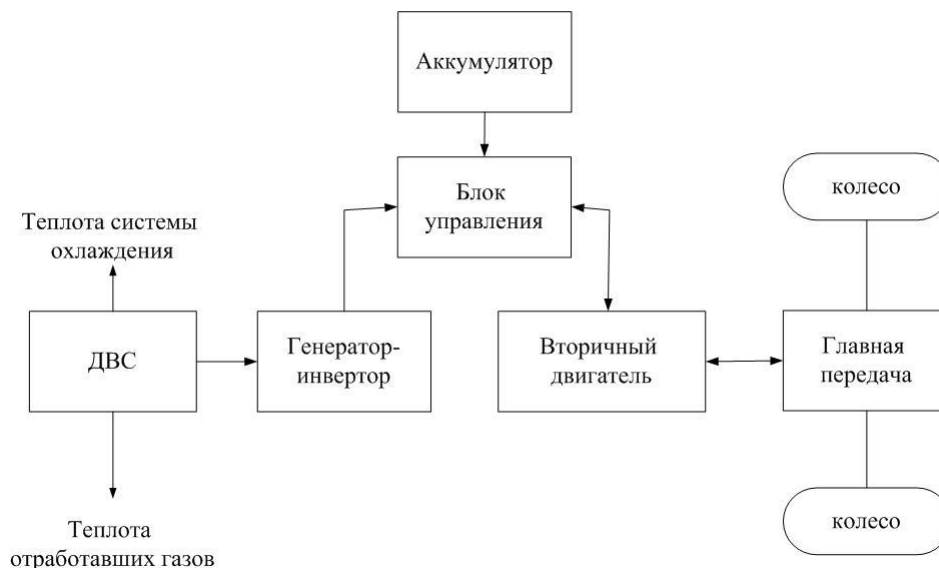 Аккумулятор
Блок
управления
колесо
Теплота системы
охлаждения
ДВС
Генератор-
инвертор
Вторичный
двигатель
Главная
передача
Теплота
отработавших газов
колесо